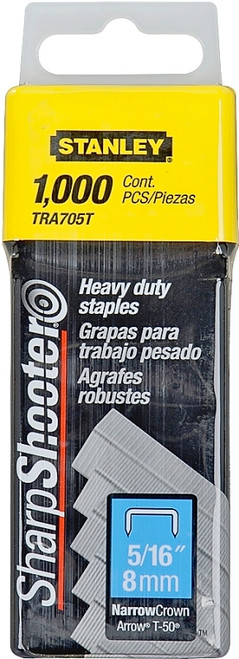 STANLEY®
1,000 Cont.
PCS/Piezas
TRA705T
SharpShooter
Heavy duty
staples
Grapas para
trabajo pesado
Agrafes
robustes
5/16"
8mm
NarrowCrown
Arrow® T-50®
TM